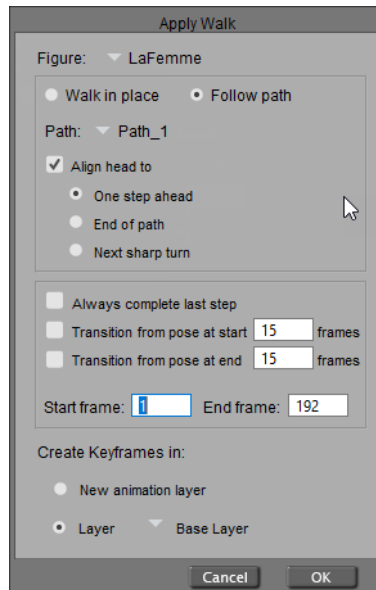 Apply Walk
Figure: LaFemme
Walk in place Follow path
Path: Path_1
Align head to
One step ahead
End of path
Next sharp turn
Always complete last step
Transition from pose at start 15 frames
Transition from pose at end 15 frames
Start frame: 1 End frame: 192
Create Keyframes in:
New animation layer
Layer Base Layer
Cancel OK